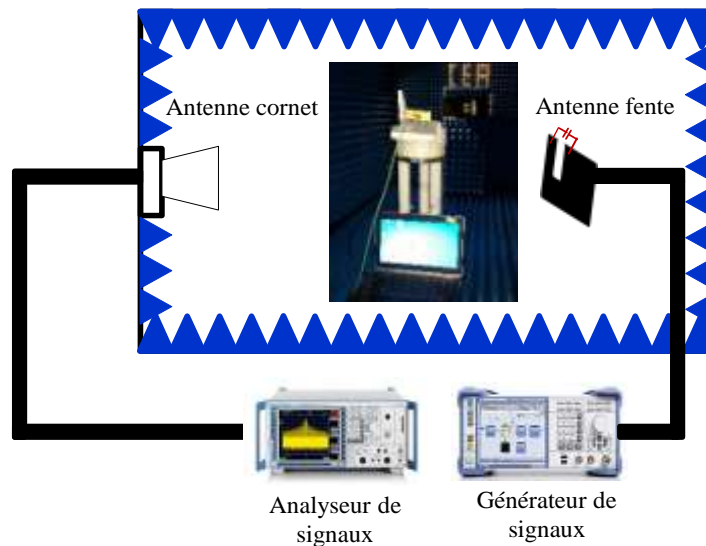 Antenne cornet
Antenne fente
Analyseur de
signaux
Générateur de
signaux